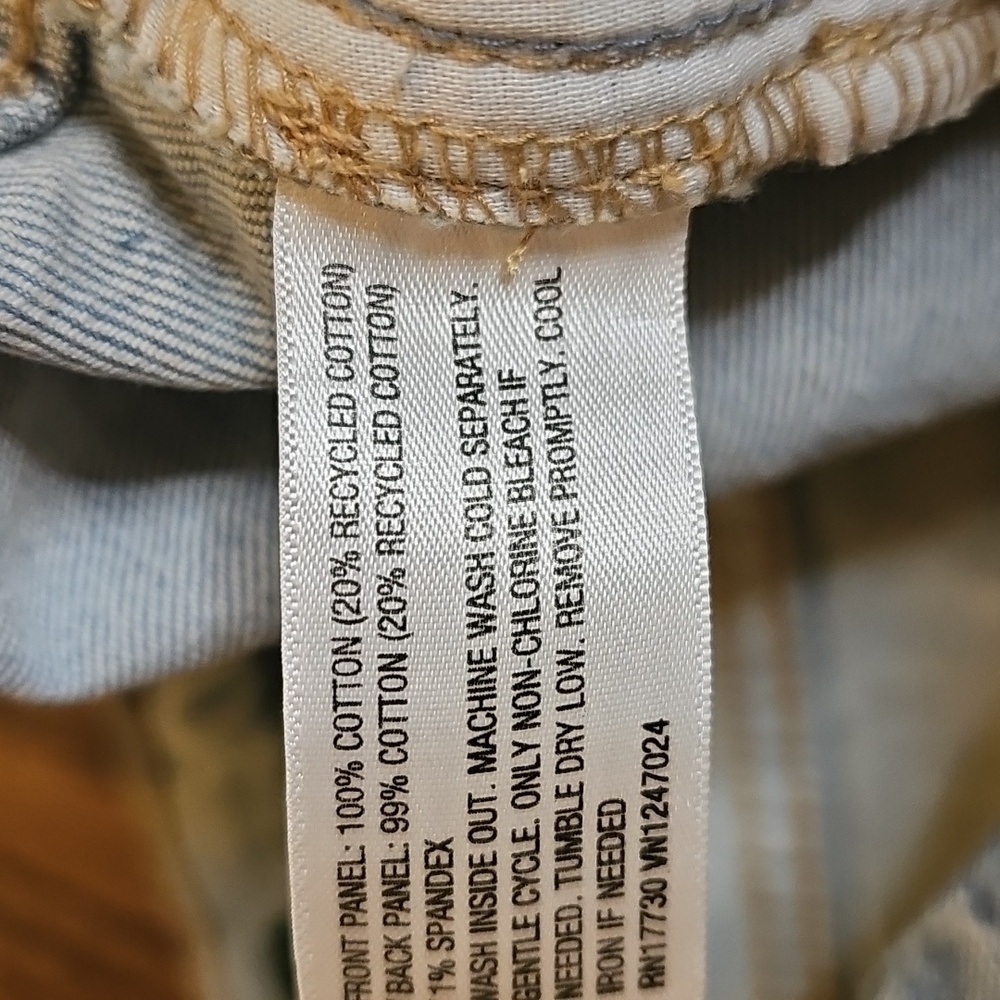 FRONT PANEL: 100% COTTON (20% RECYCLED COTTON)
BACK PANEL: 99% COTTON (20% RECYCLED COTTON)
1% SPANDEX
WASH INSIDE OUT. MACHINE WASH COLD SEPARATELY.
GENTLE CYCLE. ONLY NON-CHLORINE BLEACH IF
NEEDED. TUMBLE DRY LOW. REMOVE PROMPTLY. COOL
IRON IF NEEDED
RN17730 VN1247024